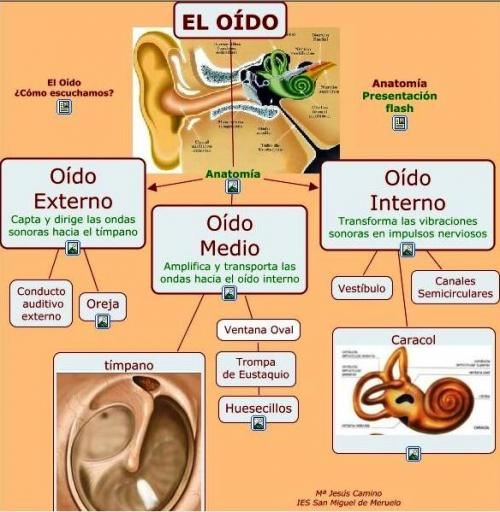 EL OÍDO
El Oido
¿Cómo escuchamos?
Anatomía
Presentación
flash
Anatomía
Oído
Externo
Capta y dirige las ondas
sonoras hacia el tímpano
Oído
Medio
Amplifica y transporta las
ondas hacia el oído interno
Oído
Interno
Transforma las vibraciones
sonoras en impulsos nerviosos
Conducto
auditivo
externo
Oreja
Ventana Oval
Trompa
de Eustaquio
Huesecillos
Vestíbulo
Canales
Semicirculares
tímpano
Caracol
CARACOL
Mª Jesús Camino
IES San Miguel de Meruelo